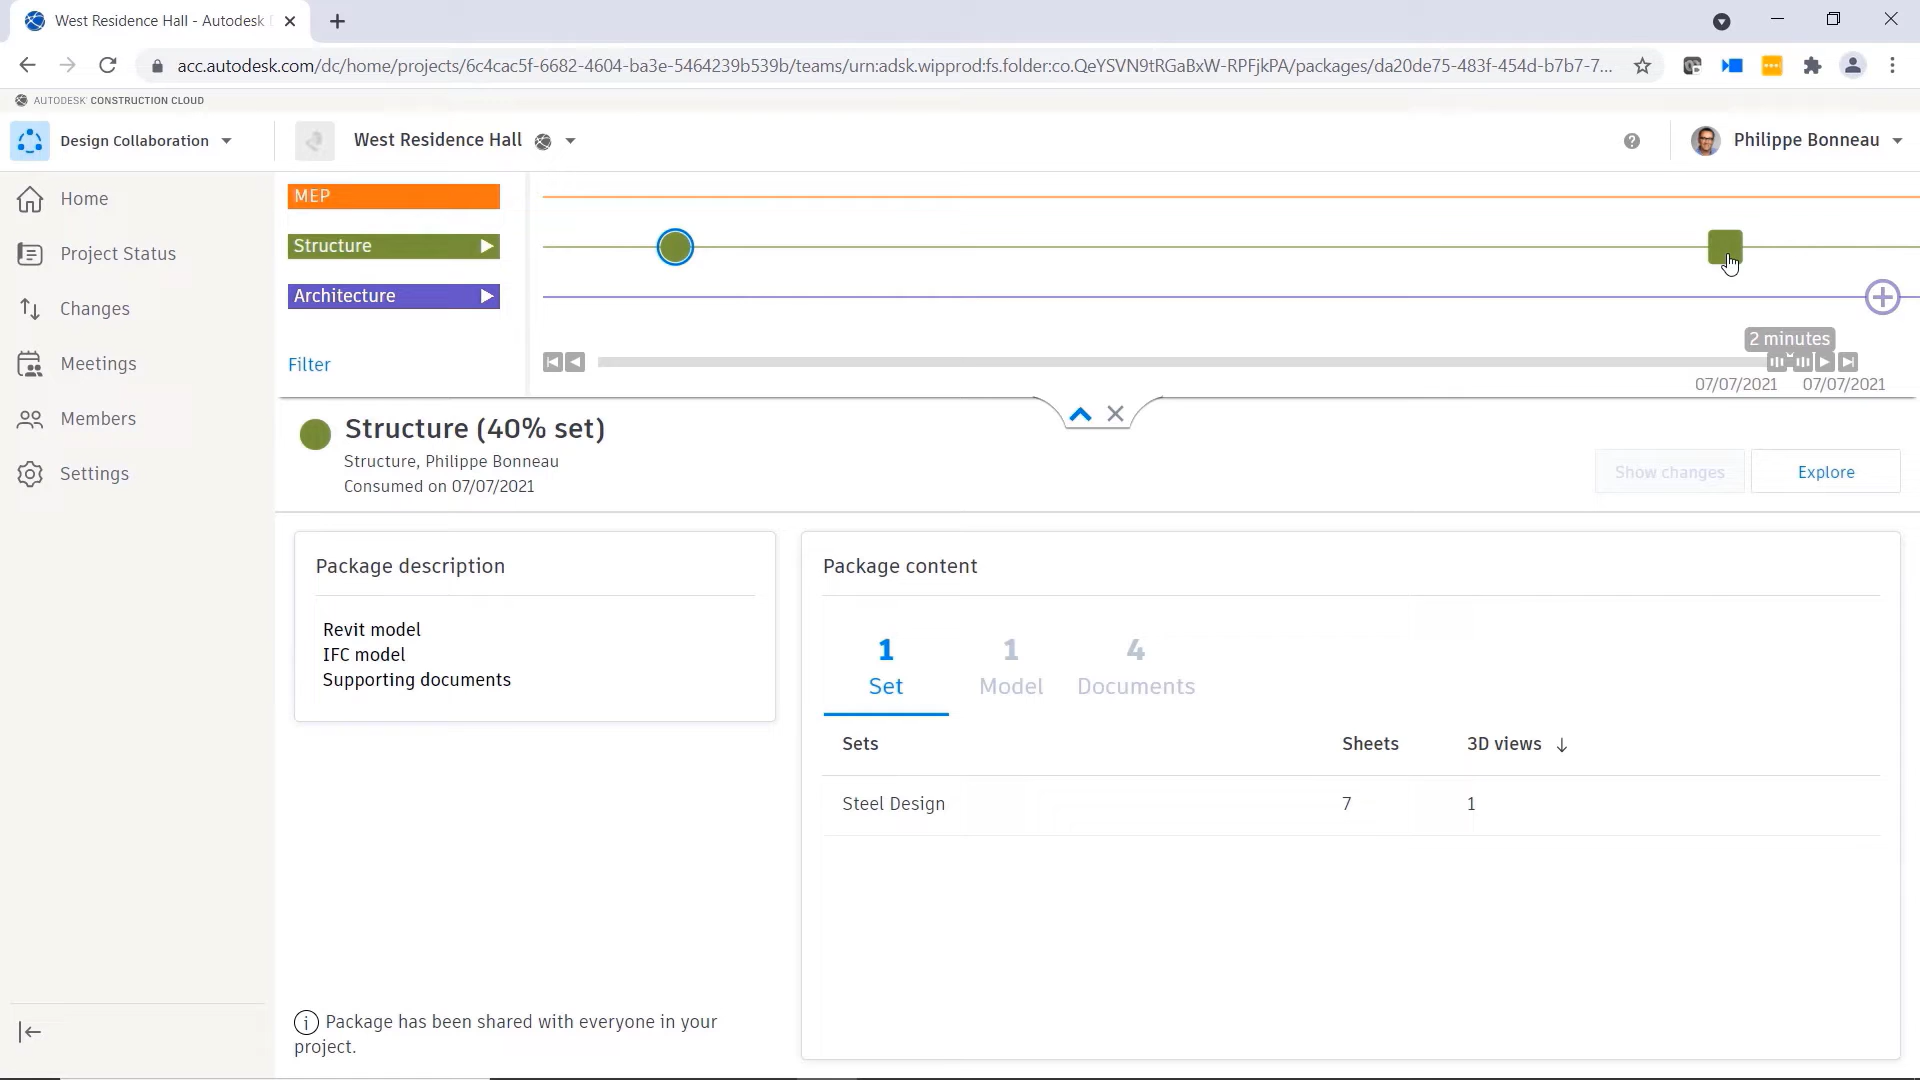 West Residence Hall - Autodesk
acc.autodesk.com/dc/home/projects/6c4cac5f-6682-4604-ba3e-5464239b539b/teams/urn:adsk.wipprod:fs.folder:co.QeYSVN9tRGaBxW-RPFjkPA/packages/da20de75-483f-454d-b7b7-7...
AUTODESK CONSTRUCTION CLOUD
Design Collaboration
West Residence Hall
Philippe Bonneau
Home
Project Status
Changes
Meetings
Members
Settings
MEP
Structure
Architecture
Filter
2 minutes
07/07/2021 07/07/2021
Structure (40% set)
Structure, Philippe Bonneau
Consumed on 07/07/2021
Show changes
Explore
Package description
Revit model
IFC model
Supporting documents
Package has been shared with everyone in your
project.
Package content
1 1 4
Set Model Documents
Sets Sheets 3D views
Steel Design 7 1